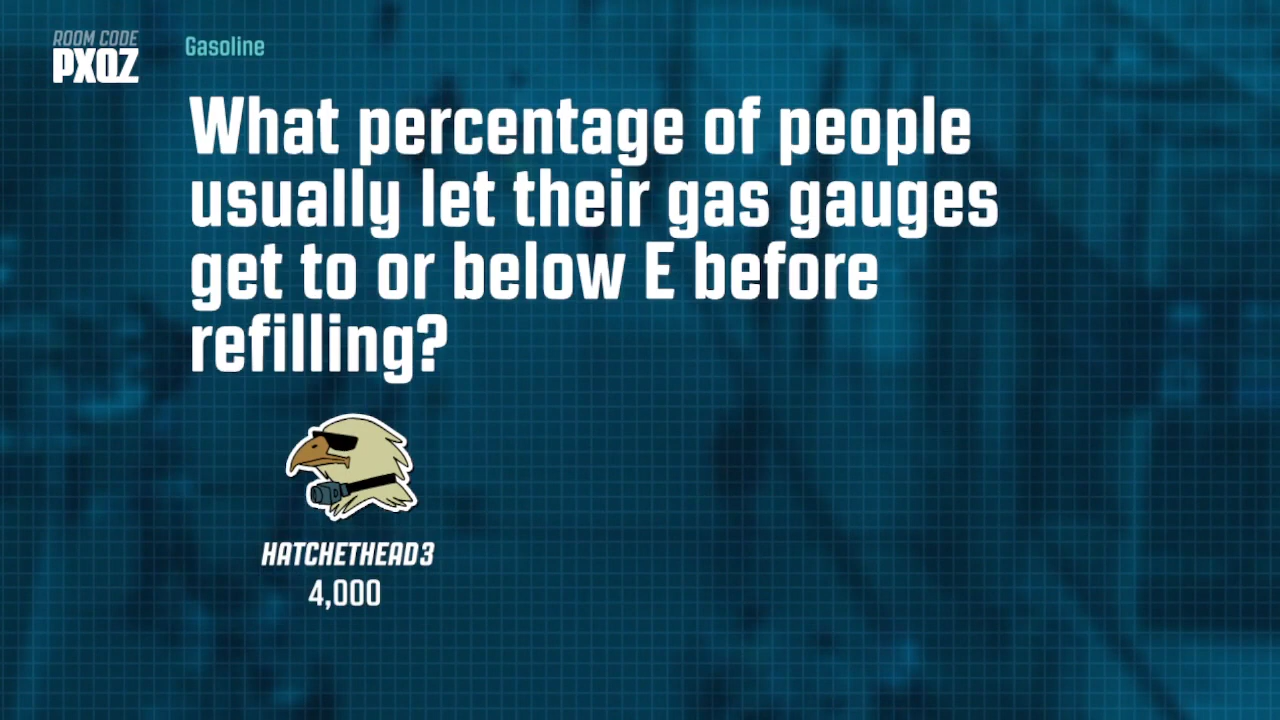 ROOM CODE
PXQZ
Gasoline
What percentage of people
usually let their gas gauges
get to or below E before
refilling?
HATCHETHEAD3
4,000